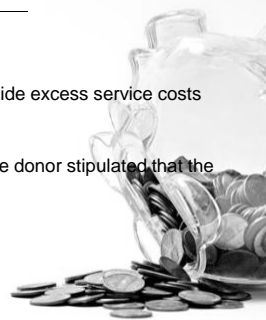 ide excess service costs
e donor stipulated that the